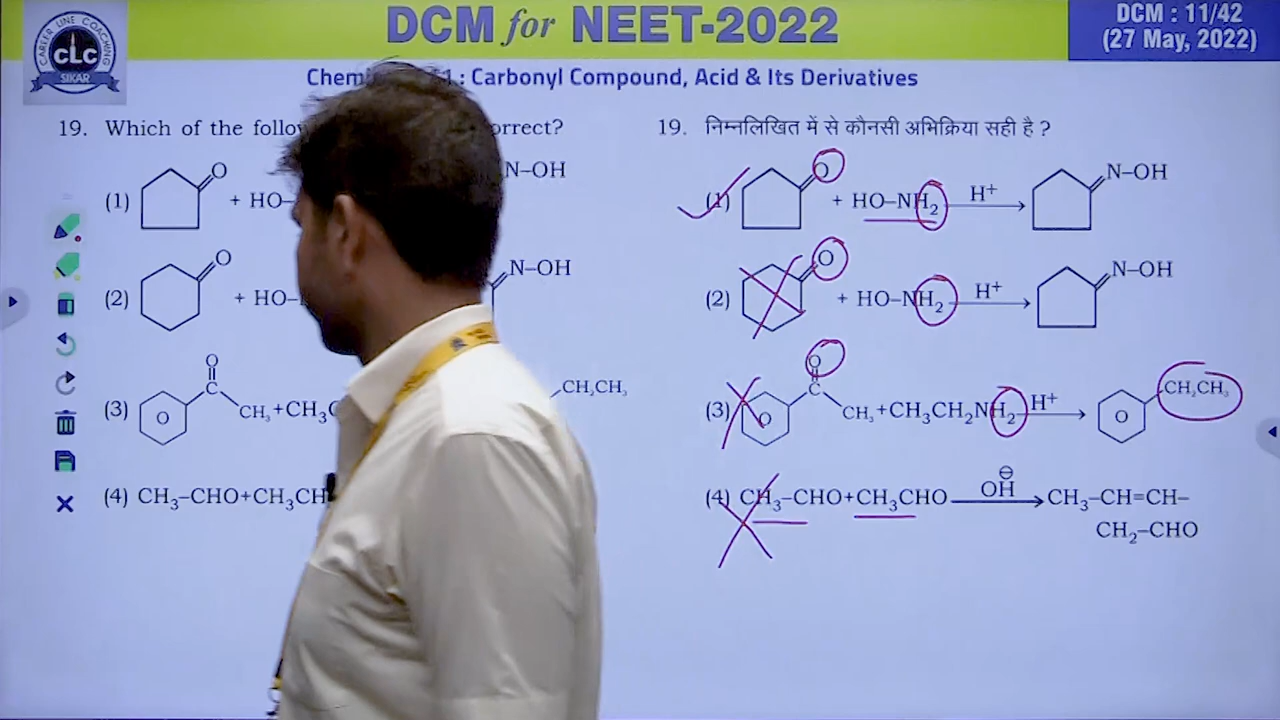 DCM for NEET-2022
DCM : 11/42
(27 May, 2022)
CAREER LINE COACHING
CLC
SIKAR
: Carbonyl Compound, Acid & Its Derivatives
19. Which of the
19. निम्नलिखित में से कौनसी अभिक्रिया सही है ?
(1) O + HO–
N–OH
(1) O + HO–NH₂ H⁺ N–OH
(2) O + HO–
N–OH
(2) O + HO–NH₂ H⁺ N–OH
(3) O C CH₃+CH₃
O
CH₂CH₃
(3) O C CH₃+CH₃CH₂NH₂ H⁺ CH₂CH₃
O O
(4) CH₃–CHO+CH₃CH
(4) CH₃–CHO+CH₃CHO ⊖OH CH₃–CH=CH–
CH₂–CHO